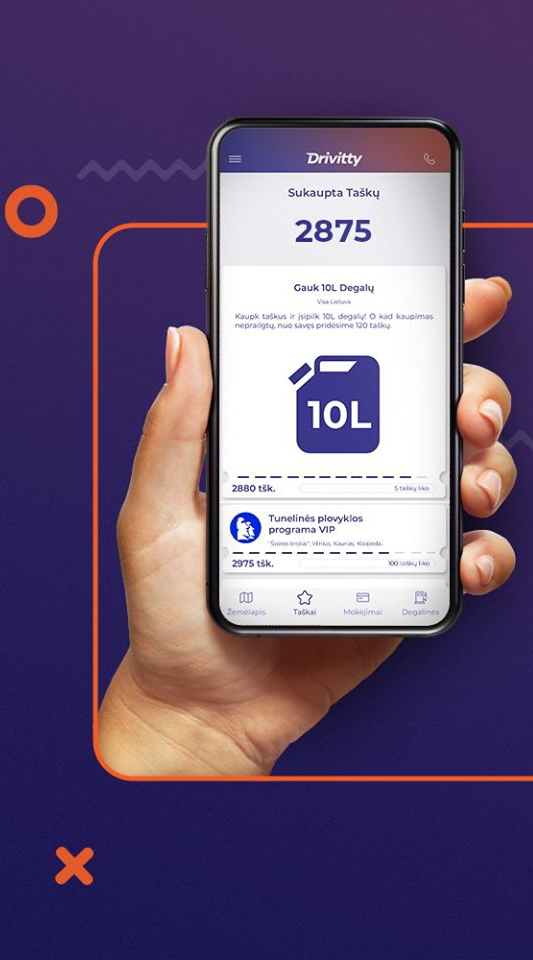 Drivitty
Sukaupta Taškų
2875
Gauk 10L Degalų
Visa Lietuva
Kaupk taškus ir įsipilk 10L degalų! O kad kaupimas
neprailgtų, nuo savęs pridėsime 120 taškų.
10L
2880 tšk.
5 taškų liko
Tunelinės plovyklos
programa VIP
"Švaros broliai". Vilnius, Kaunas, Klaipėda.
2975 tšk.
100 taškų liko
Žemėlapis
Taškai
Mokėjimai
Degalinės